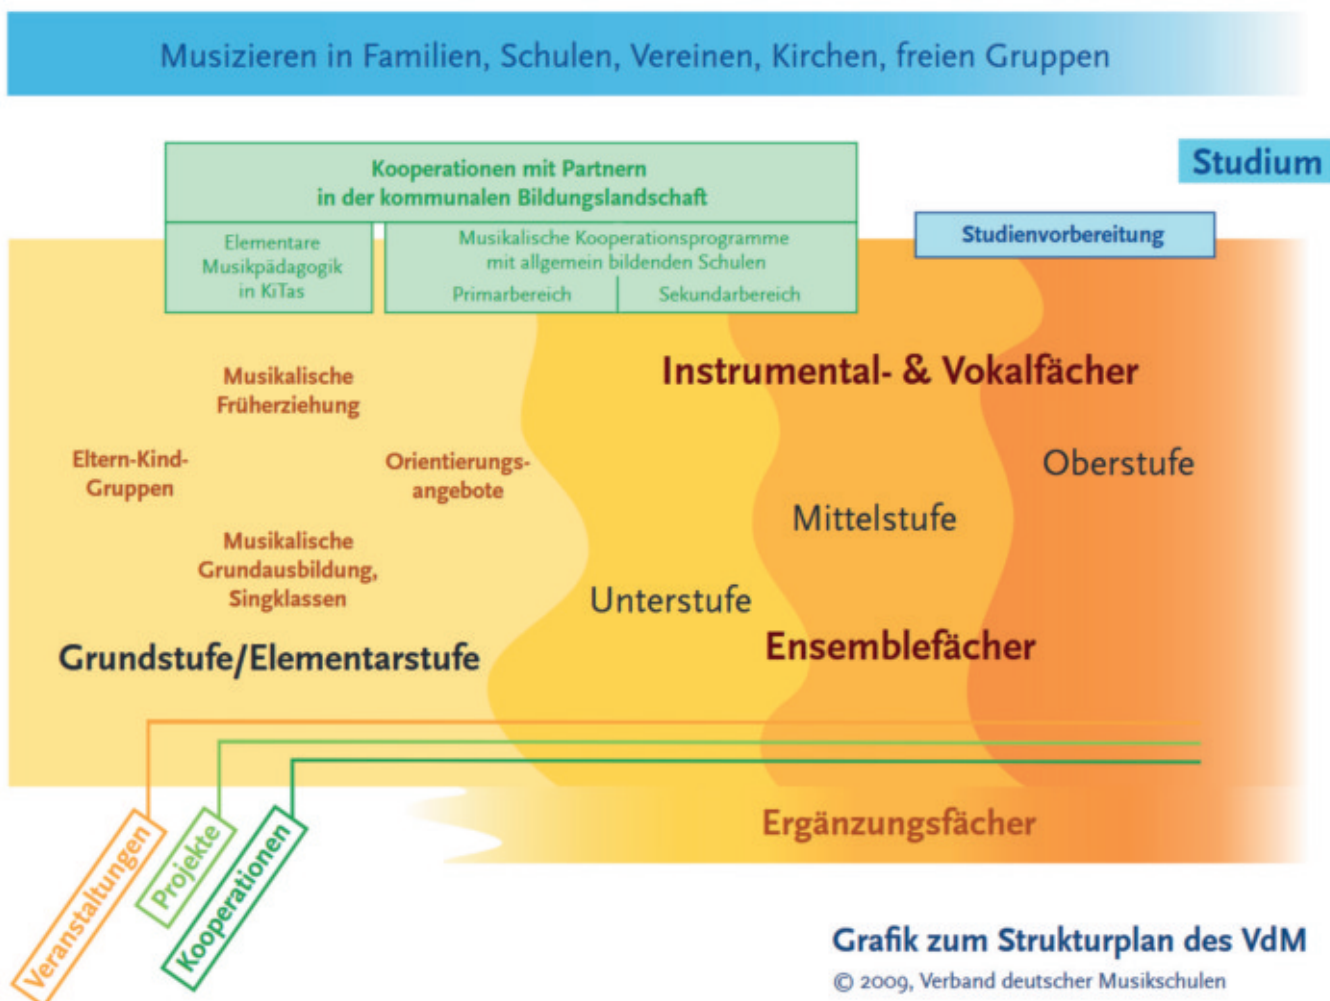 Musizieren in Familien, Schulen, Vereinen, Kirchen, freien Gruppen
Studium
Kooperationen mit Partnern
in der kommunalen Bildungslandschaft
Elementare
Musikpädagogik
in KiTas
Musikalische Kooperationsprogramme
mit allgemein bildenden Schulen
Primarbereich
Sekundarbereich
Studienvorbereitung
Instrumental- & Vokalfächer
Musikalische
Früherziehung
Eltern-Kind-
Gruppen
Orientierungs-
angebote
Musikalische
Grundausbildung,
Singklassen
Oberstufe
Mittelstufe
Unterstufe
Grundstufe/Elementarstufe
Ensemblefächer
Ergänzungsfächer
Veranstaltungen
Projekte
Kooperationen
Grafik zum Strukturplan des VdM
© 2009, Verband deutscher Musikschulen